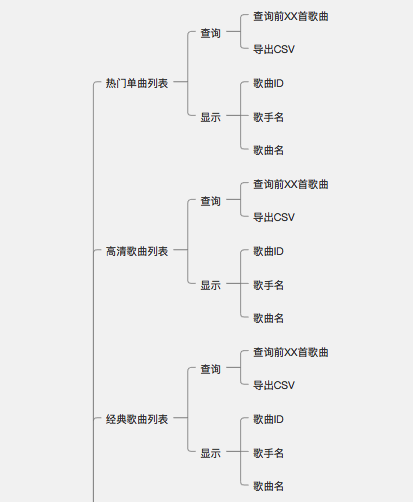 热门单曲列表
查询
查询前XX首歌曲
导出CSV
显示
歌曲ID
歌手名
歌曲名
高清歌曲列表
查询
查询前XX首歌曲
导出CSV
显示
歌曲ID
歌手名
歌曲名
经典歌曲列表
查询
查询前XX首歌曲
导出CSV
显示
歌曲ID
歌手名
歌曲名